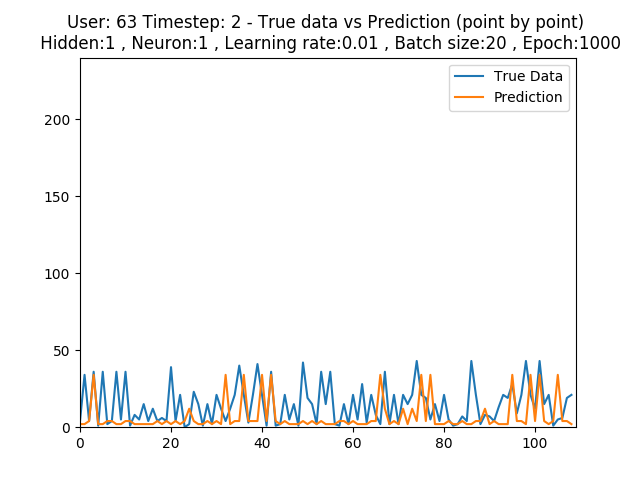 User: 63 Timestep: 2 - True data vs Prediction (point by point)
Hidden:1 , Neuron:1 , Learning rate:0.01 , Batch size:20 , Epoch:1000
True Data
Prediction
200
150
100
50
0
0 20 40 60 80 100